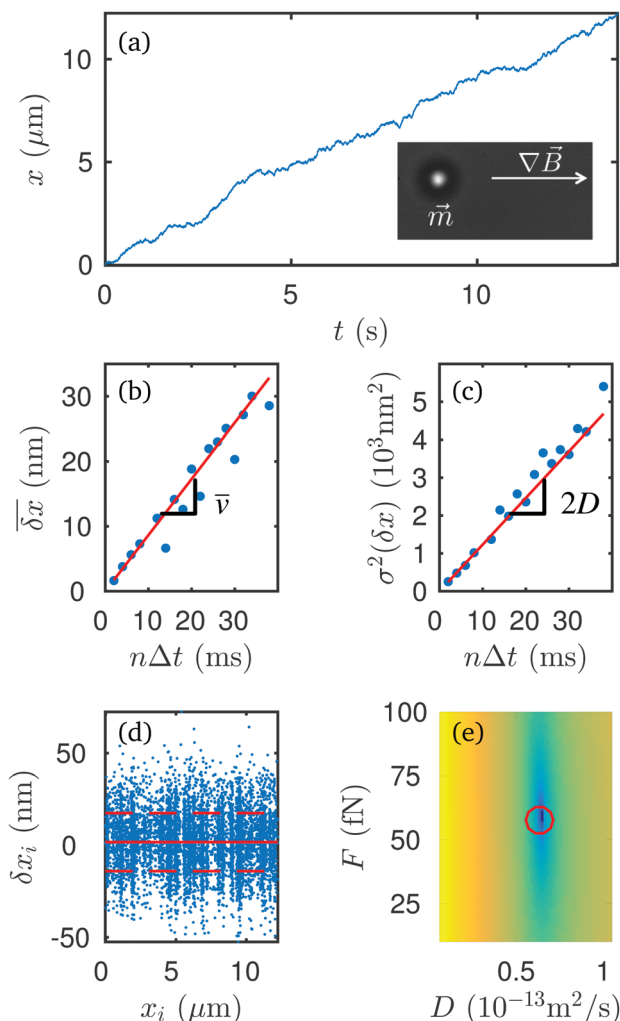 (a)
x (μm)
10
5
0
∇B⃗
m⃗
0 5 10
t (s)
(b)
δx (nm)
30
20
10
0
v̅
0 10 20 30
nΔt (ms)
(c)
σ²(δx) (10³nm²)
5
4
3
2
1
0
2D
0 10 20 30
nΔt (ms)
(d)
δxᵢ (nm)
50
0
-50
0 5 10
xᵢ (μm)
(e)
F (fN)
100
75
50
25
0.5 1
D (10⁻¹³m²/s)